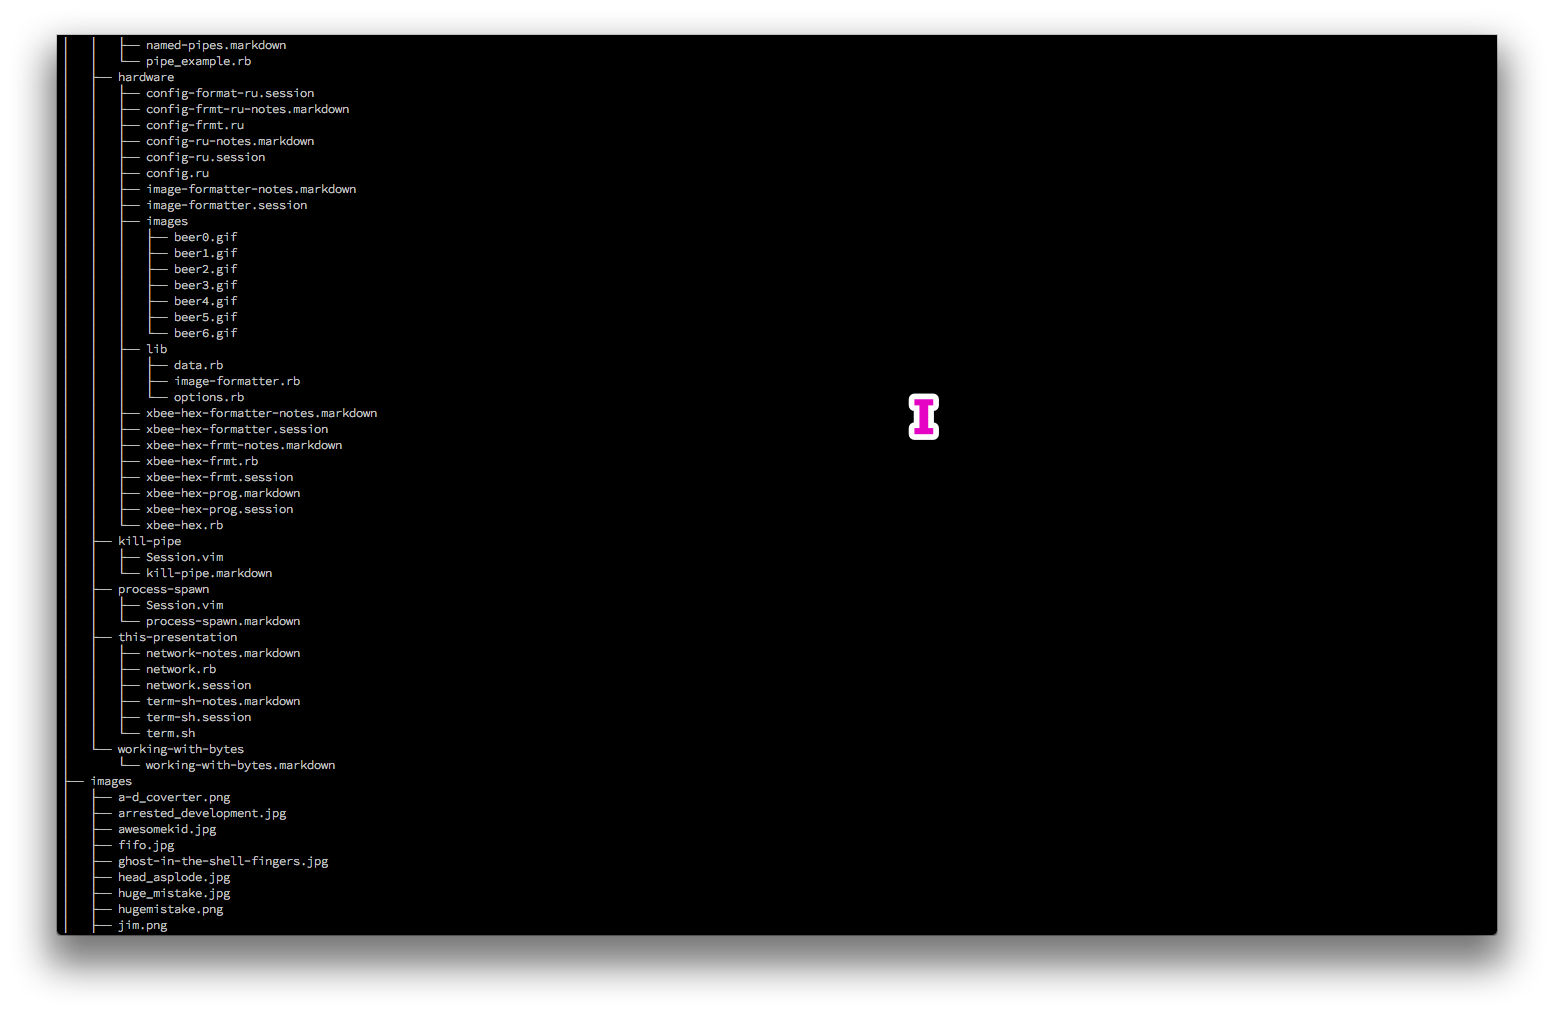 │   │   ├── named-pipes.markdown
│   │   └── pipe_example.rb
│   ├── hardware
│   │   ├── config-format-ru.session
│   │   ├── config-frmt-ru-notes.markdown
│   │   ├── config-frmt.ru
│   │   ├── config-ru-notes.markdown
│   │   ├── config-ru.session
│   │   ├── config.ru
│   │   ├── image-formatter-notes.markdown
│   │   ├── image-formatter.session
│   │   ├── images
│   │   │   ├── beer0.gif
│   │   │   ├── beer1.gif
│   │   │   ├── beer2.gif
│   │   │   ├── beer3.gif
│   │   │   ├── beer4.gif
│   │   │   ├── beer5.gif
│   │   │   └── beer6.gif
│   │   ├── lib
│   │   │   ├── data.rb
│   │   │   ├── image-formatter.rb
│   │   │   └── options.rb
│   │   ├── xbee-hex-formatter-notes.markdown
│   │   ├── xbee-hex-formatter.session
│   │   ├── xbee-hex-frmt-notes.markdown
│   │   ├── xbee-hex-frmt.rb
│   │   ├── xbee-hex-frmt.session
│   │   ├── xbee-hex-prog.markdown
│   │   ├── xbee-hex-prog.session
│   │   └── xbee-hex.rb
│   ├── kill-pipe
│   │   ├── Session.vim
│   │   └── kill-pipe.markdown
│   ├── process-spawn
│   │   ├── Session.vim
│   │   └── process-spawn.markdown
│   ├── this-presentation
│   │   ├── network-notes.markdown
│   │   ├── network.rb
│   │   ├── network.session
│   │   ├── term-sh-notes.markdown
│   │   ├── term-sh.session
│   │   └── term.sh
│   └── working-with-bytes
│       └── working-with-bytes.markdown
├── images
│   ├── a-d_coverter.png
│   ├── arrested_development.jpg
│   ├── awesomekid.jpg
│   ├── fifo.jpg
│   ├── ghost-in-the-shell-fingers.jpg
│   ├── head_asplode.jpg
│   ├── huge_mistake.jpg
│   ├── hugemistake.png
│   ├── jim.png